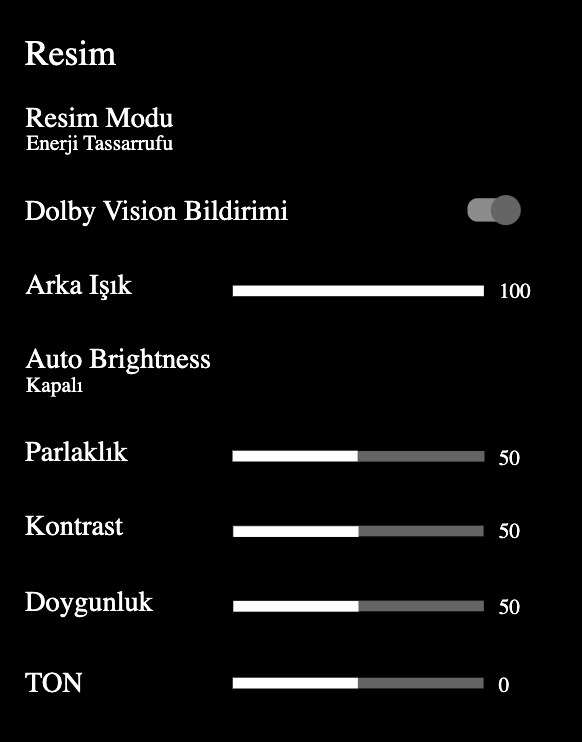 Resim
Resim Modu
Enerji Tassarrufu
Dolby Vision Bildirimi
Arka Işık 100
Auto Brightness
Kapalı
Parlaklık 50
Kontrast 50
Doygunluk 50
TON 0